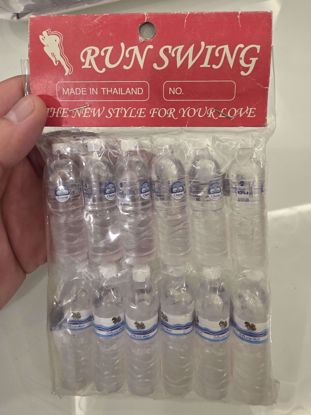 RUN SWING
MADE IN THAILAND
NO.
THE NEW STYLE FOR YOUR LOVE